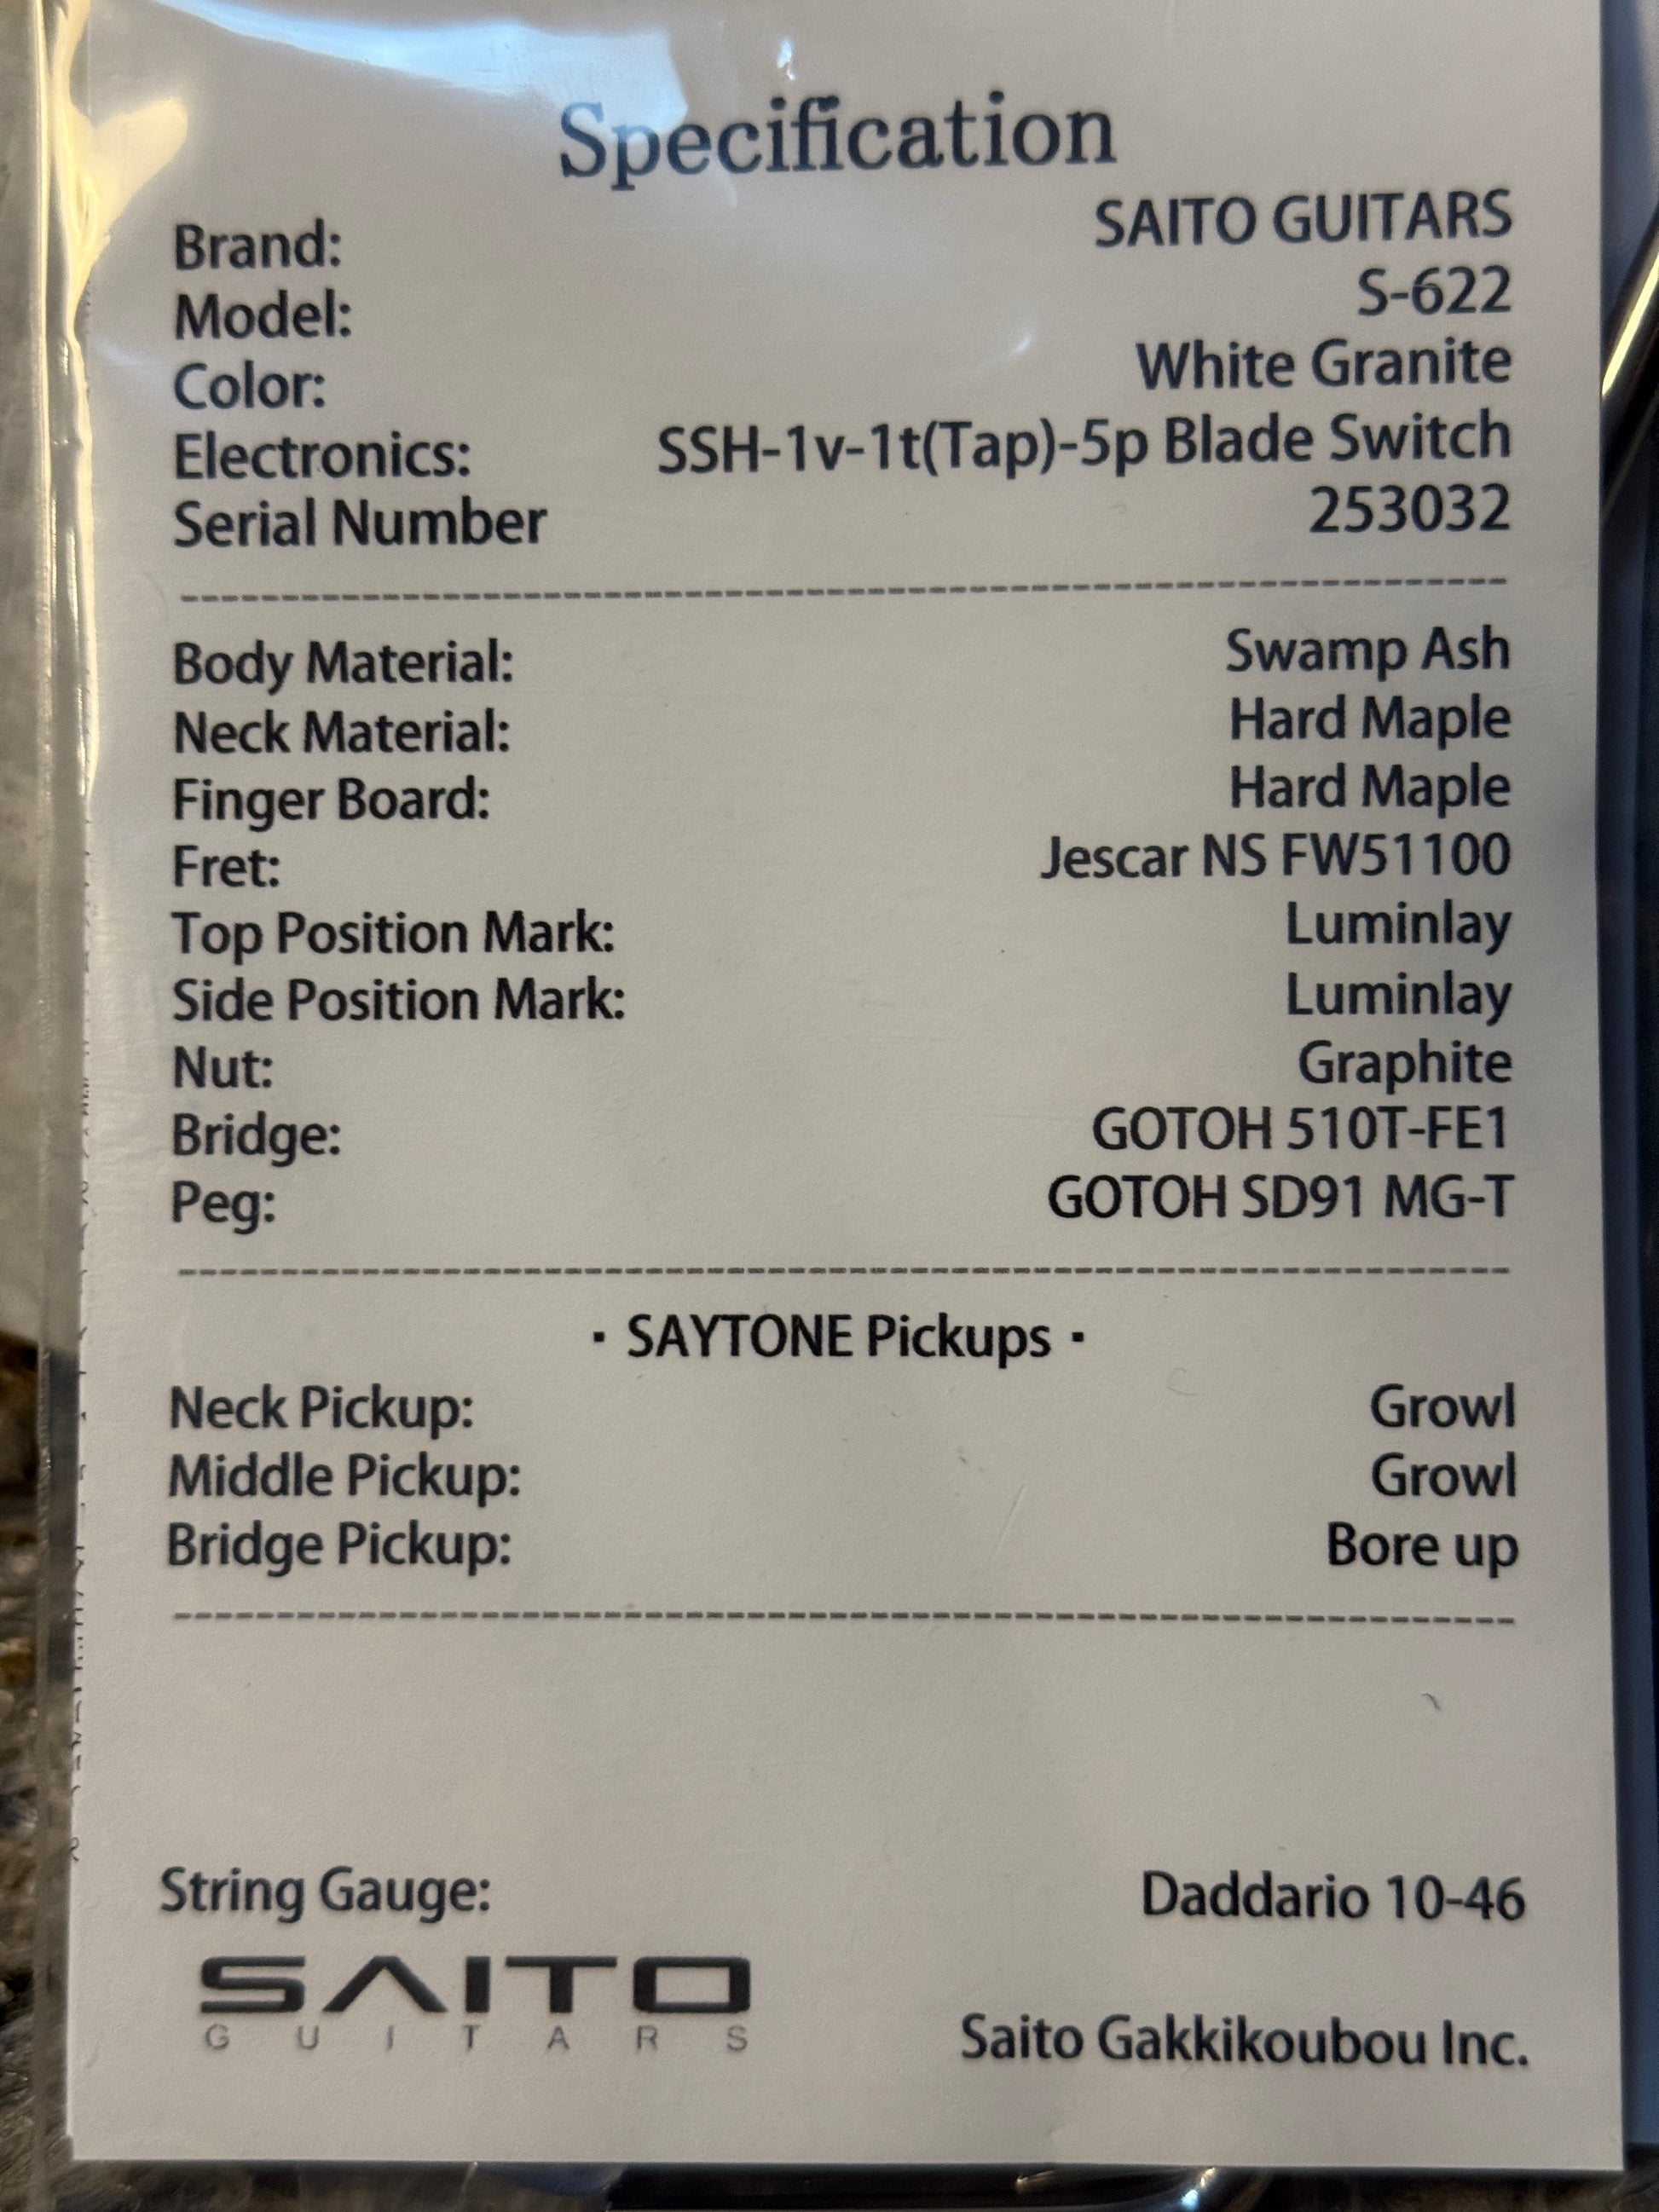 Specification
Brand: SAITO GUITARS
Model: S-622
Color: White Granite
Electronics: SSH-1v-1t(Tap)-5p Blade Switch
Serial Number 253032
Body Material: Swamp Ash
Neck Material: Hard Maple
Finger Board: Hard Maple
Fret: Jescar NS FW51100
Top Position Mark: Luminlay
Side Position Mark: Luminlay
Nut: Graphite
Bridge: GOTOH 510T-FE1
Peg: GOTOH SD91 MG-T
· SAYTONE Pickups ·
Neck Pickup: Growl
Middle Pickup: Growl
Bridge Pickup: Bore up
String Gauge: Daddario 10-46
SAITO
GUITARS
Saito Gakkikoubou Inc.